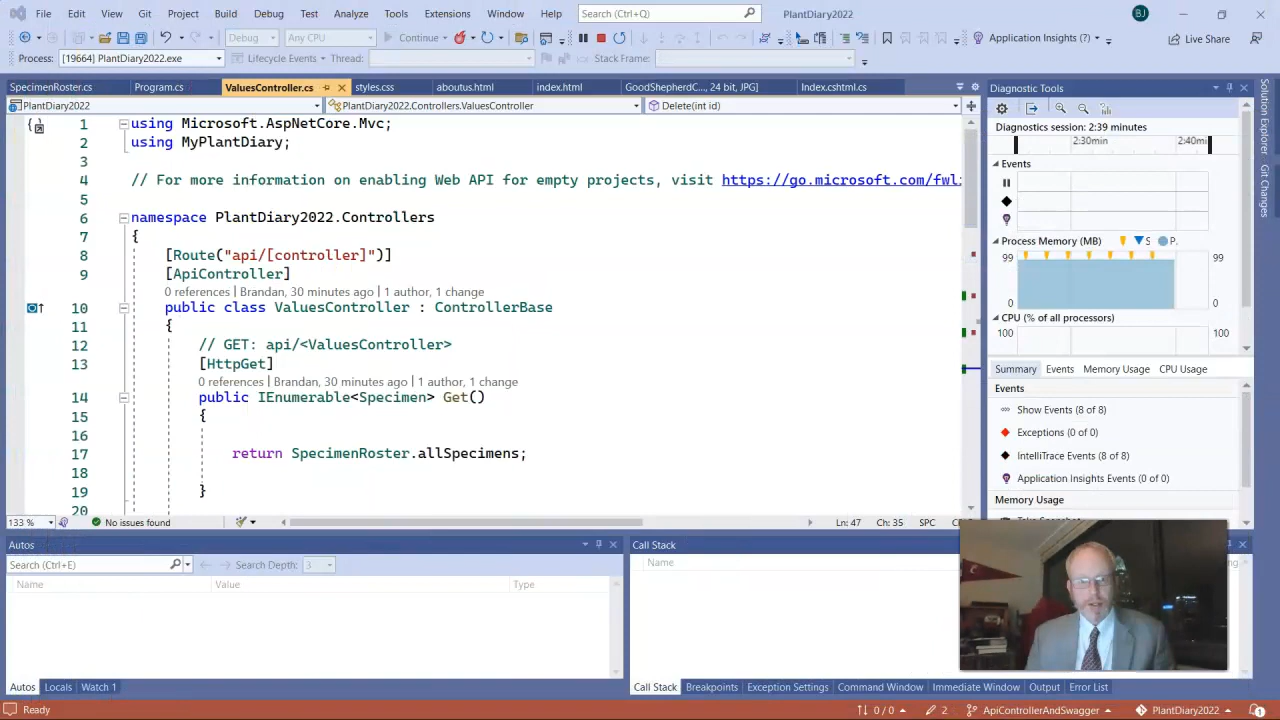 File Edit View Git Project Build Debug Test Analyze Tools Extensions Window Help Search (Ctrl+Q) PlantDiary2022 BJ
Debug Any CPU Continue Application Insights (?) Live Share
Process: [19664] PlantDiary2022.exe Lifecycle Events Thread: Stack Frame:
SpecimenRoster.cs Program.cs ValuesController.cs styles.css aboutus.html index.html GoodShepherdC..., 24 bit, JPG] Index.cshtml.cs
PlantDiary2022 PlantDiary2022.Controllers.ValuesController Delete(int id)
1 using Microsoft.AspNetCore.Mvc;
2 using MyPlantDiary;
3
4 // For more information on enabling Web API for empty projects, visit https://go.microsoft.com/fwli
5
6 namespace PlantDiary2022.Controllers
7 {
8 [Route("api/[controller]")]
9 [ApiController]
0 references | Brandan, 30 minutes ago | 1 author, 1 change
10 public class ValuesController : ControllerBase
11 {
12 // GET: api/<ValuesController>
13 [HttpGet]
0 references | Brandan, 30 minutes ago | 1 author, 1 change
14 public IEnumerable<Specimen> Get()
15 {
16
17 return SpecimenRoster.allSpecimens;
18
19 }
20
133 % No issues found Ln: 47 Ch: 35 SPC
Diagnostic Tools
Diagnostics session: 2:39 minutes
2:30min 2:40mi
Events
Process Memory (MB) S P.
99 99
0 0
CPU (% of all processors)
100 100
Summary Events Memory Usage CPU Usage
Events
Show Events (8 of 8)
Exceptions (0 of 0)
IntelliTrace Events (8 of 8)
Application Insights Events (0 of 0)
Memory Usage
Solution Explorer
Git Changes
Autos
Search (Ctrl+E) Search Depth: 3
Name Value Type
Autos Locals Watch 1
Call Stack
Name
Call Stack Breakpoints Exception Settings Command Window Immediate Window Output Error List
Ready 0 / 0 2 ApiControllerAndSwagger PlantDiary2022 1